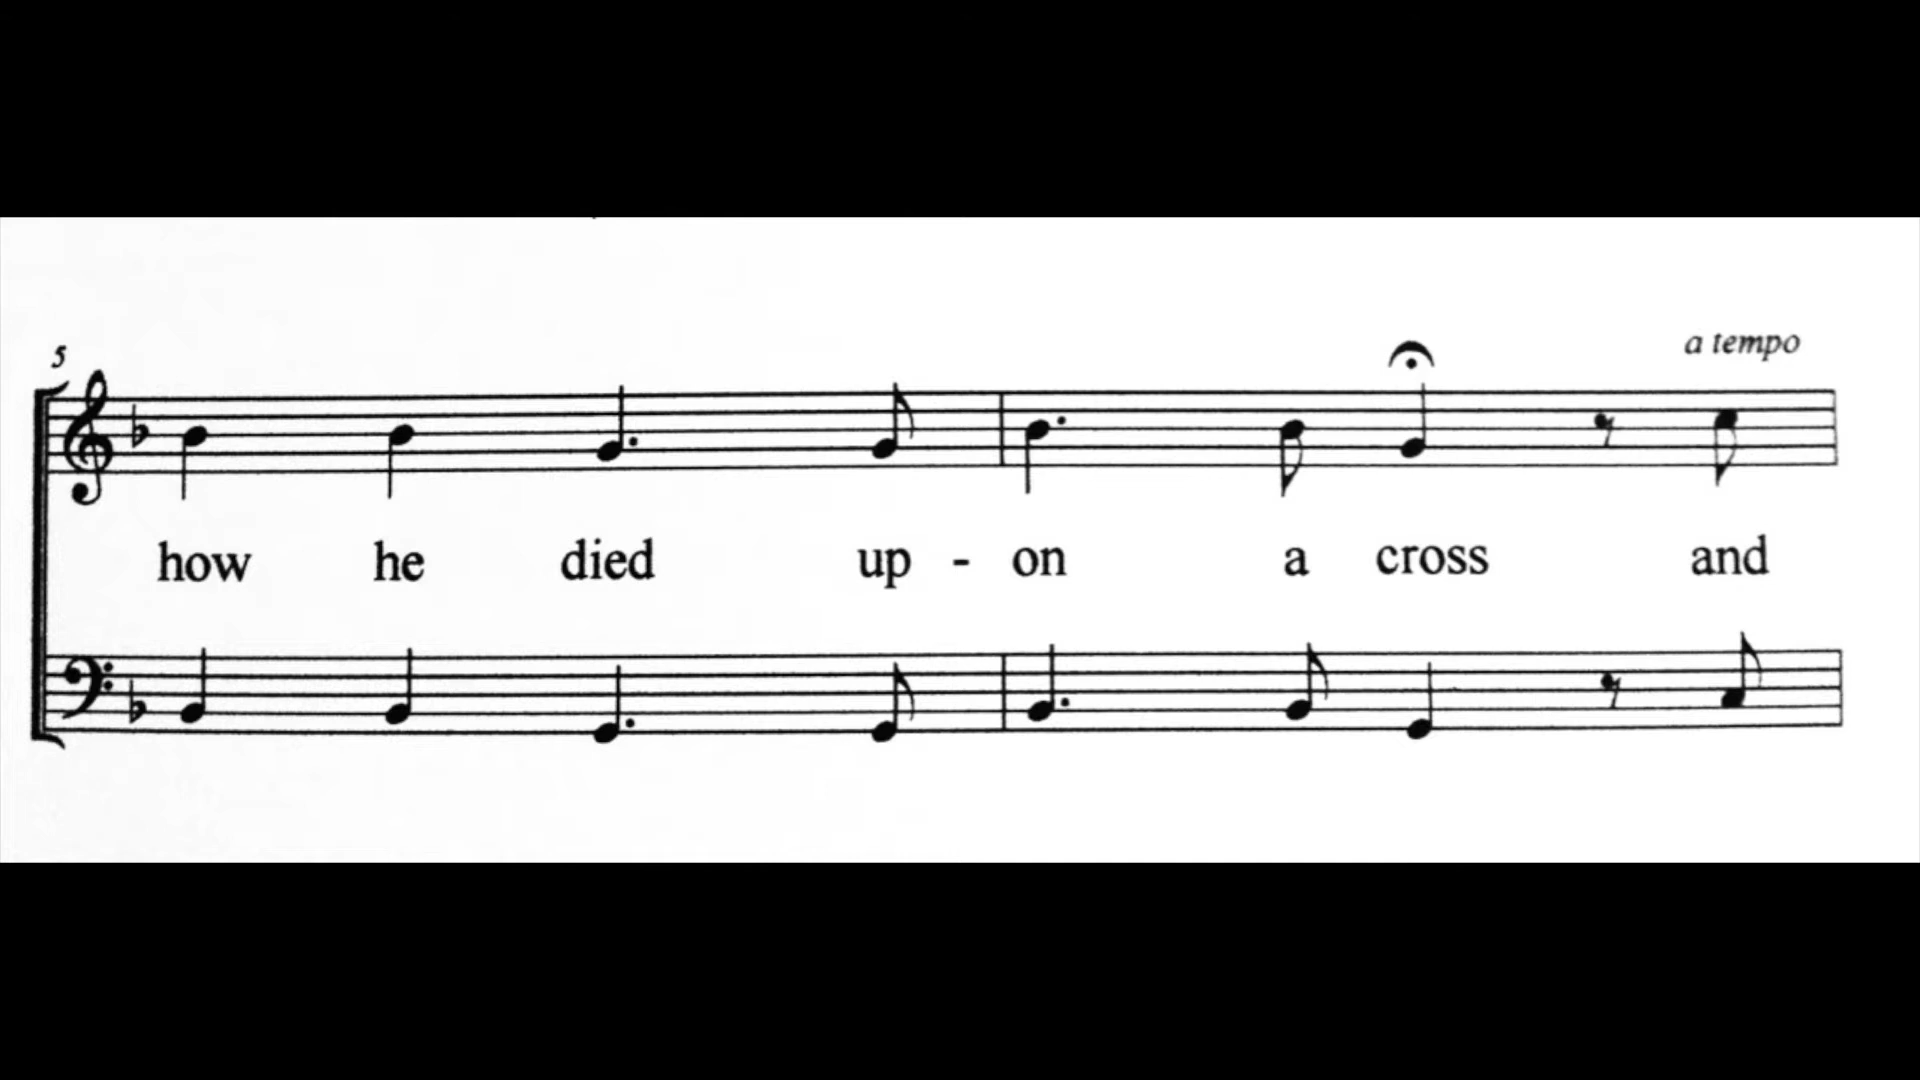 5
a tempo
how he died up - on a cross and